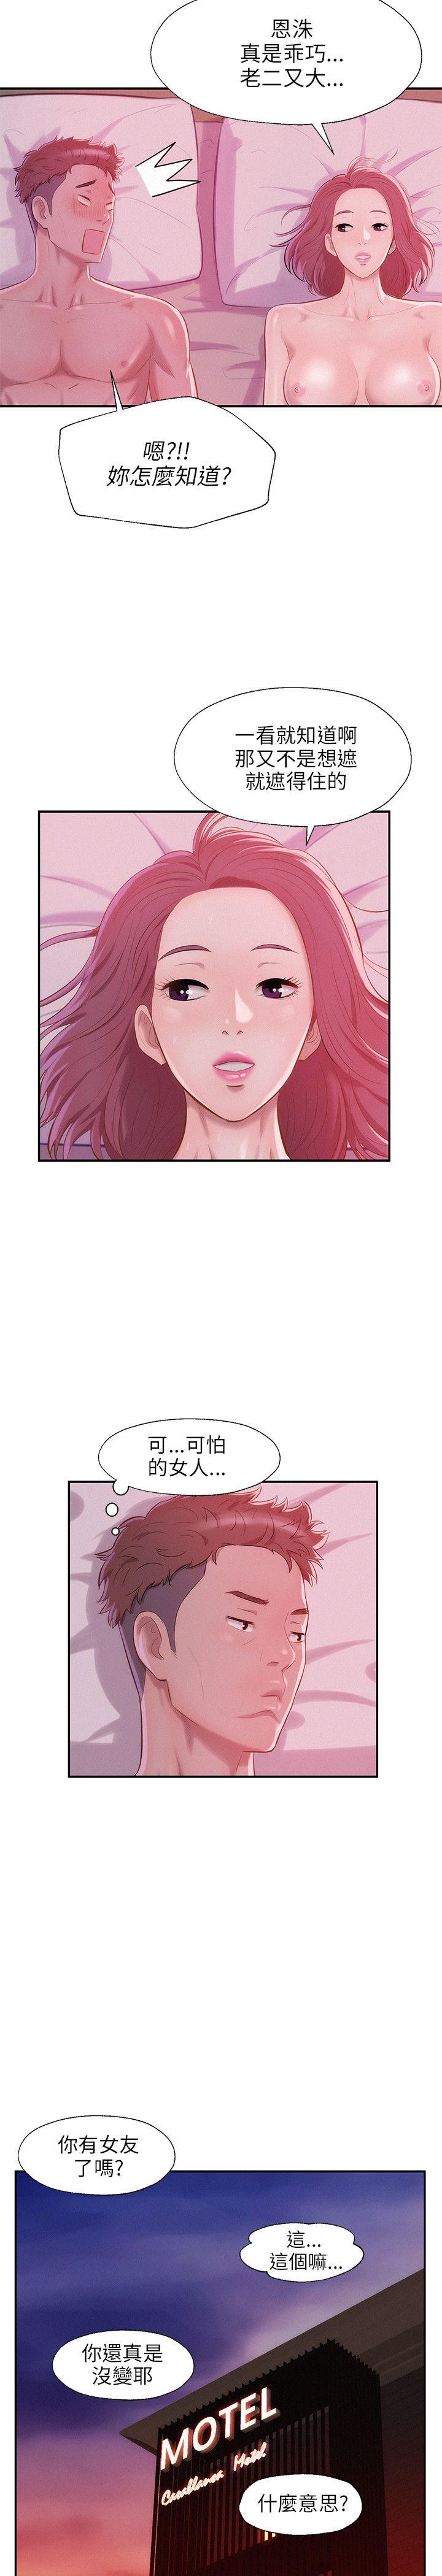 恩洙
真是乖巧...
老二又大...
嗯?!!
妳怎麼知道?
一看就知道啊
那又不是想遮
就遮得住的
可...可怕
的女人...
你有女友
了嗎?
這...
這個嘛...
你還真是
沒變耶
MOTEL
Casablanca Motel
什麼意思?